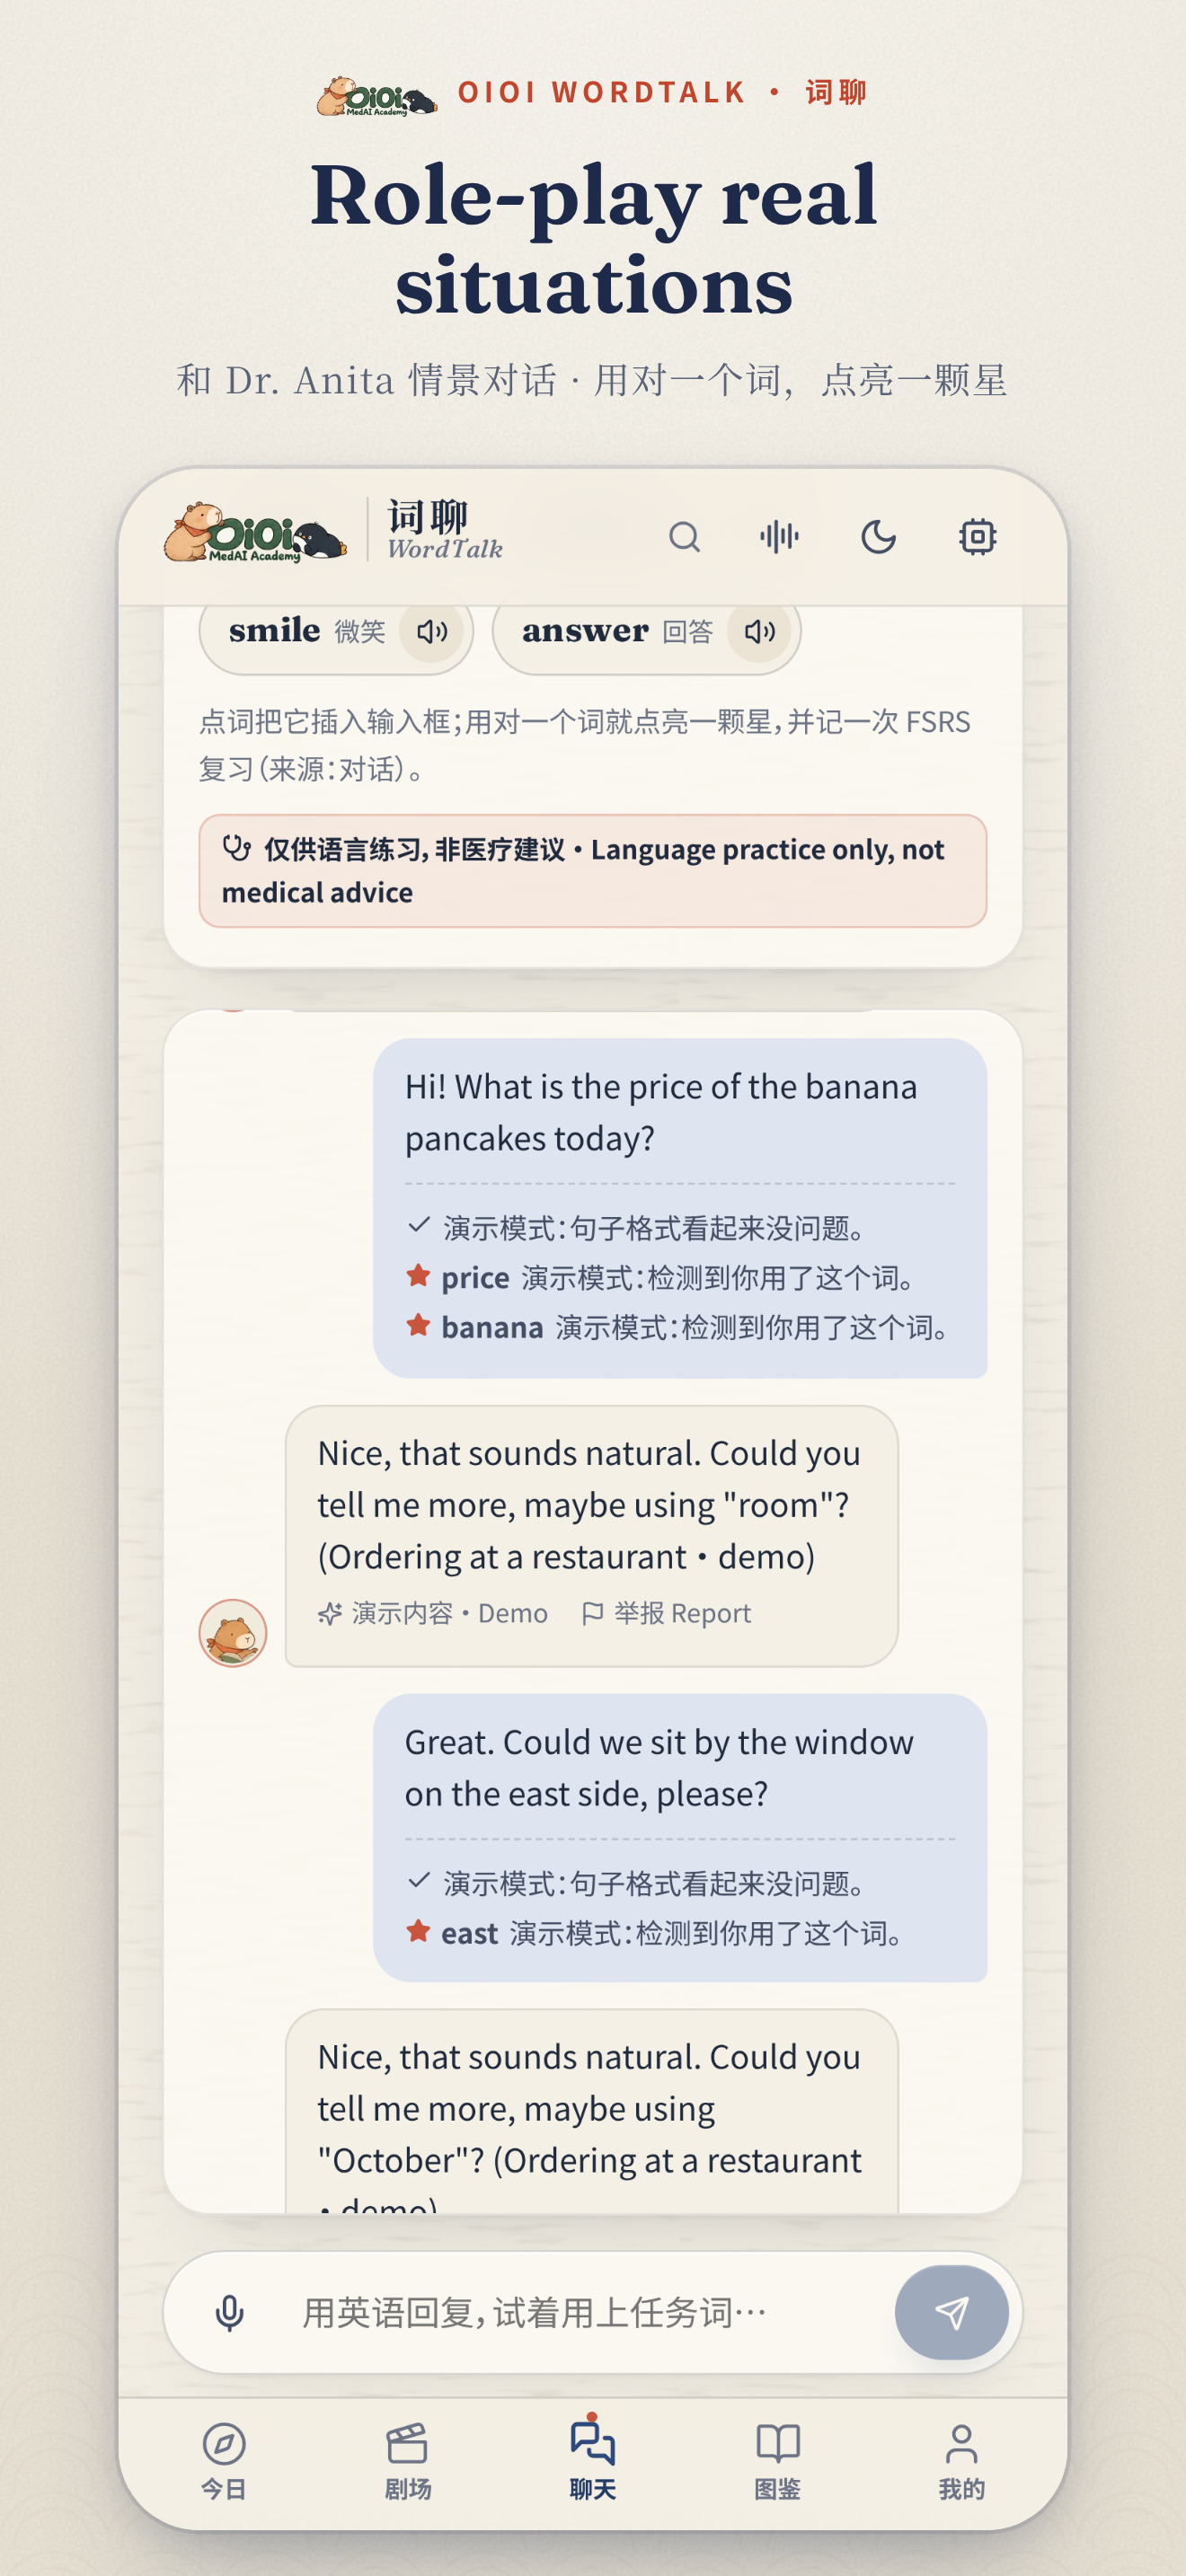 OiOi
MedAI Academy
OIOI WORDTALK • 词聊
Role-play real
situations
和 Dr. Anita 情景对话 · 用对一个词，点亮一颗星
OiOi
MedAI Academy
词聊
WordTalk
smile 微笑
answer 回答
点词把它插入输入框；用对一个词就点亮一颗星，并记一次 FSRS
复习（来源：对话）。
仅供语言练习，非医疗建议 • Language practice only, not
medical advice
Hi! What is the price of the banana
pancakes today?
演示模式：句子格式看起来没问题。
price 演示模式：检测到你用了这个词。
banana 演示模式：检测到你用了这个词。
Nice, that sounds natural. Could you
tell me more, maybe using "room"?
(Ordering at a restaurant • demo)
演示内容 • Demo
举报 Report
Great. Could we sit by the window
on the east side, please?
演示模式：句子格式看起来没问题。
east 演示模式：检测到你用了这个词。
Nice, that sounds natural. Could you
tell me more, maybe using
"October"? (Ordering at a restaurant
• demo)
用英语回复，试着用上任务词…
今日
剧场
聊天
图鉴
我的